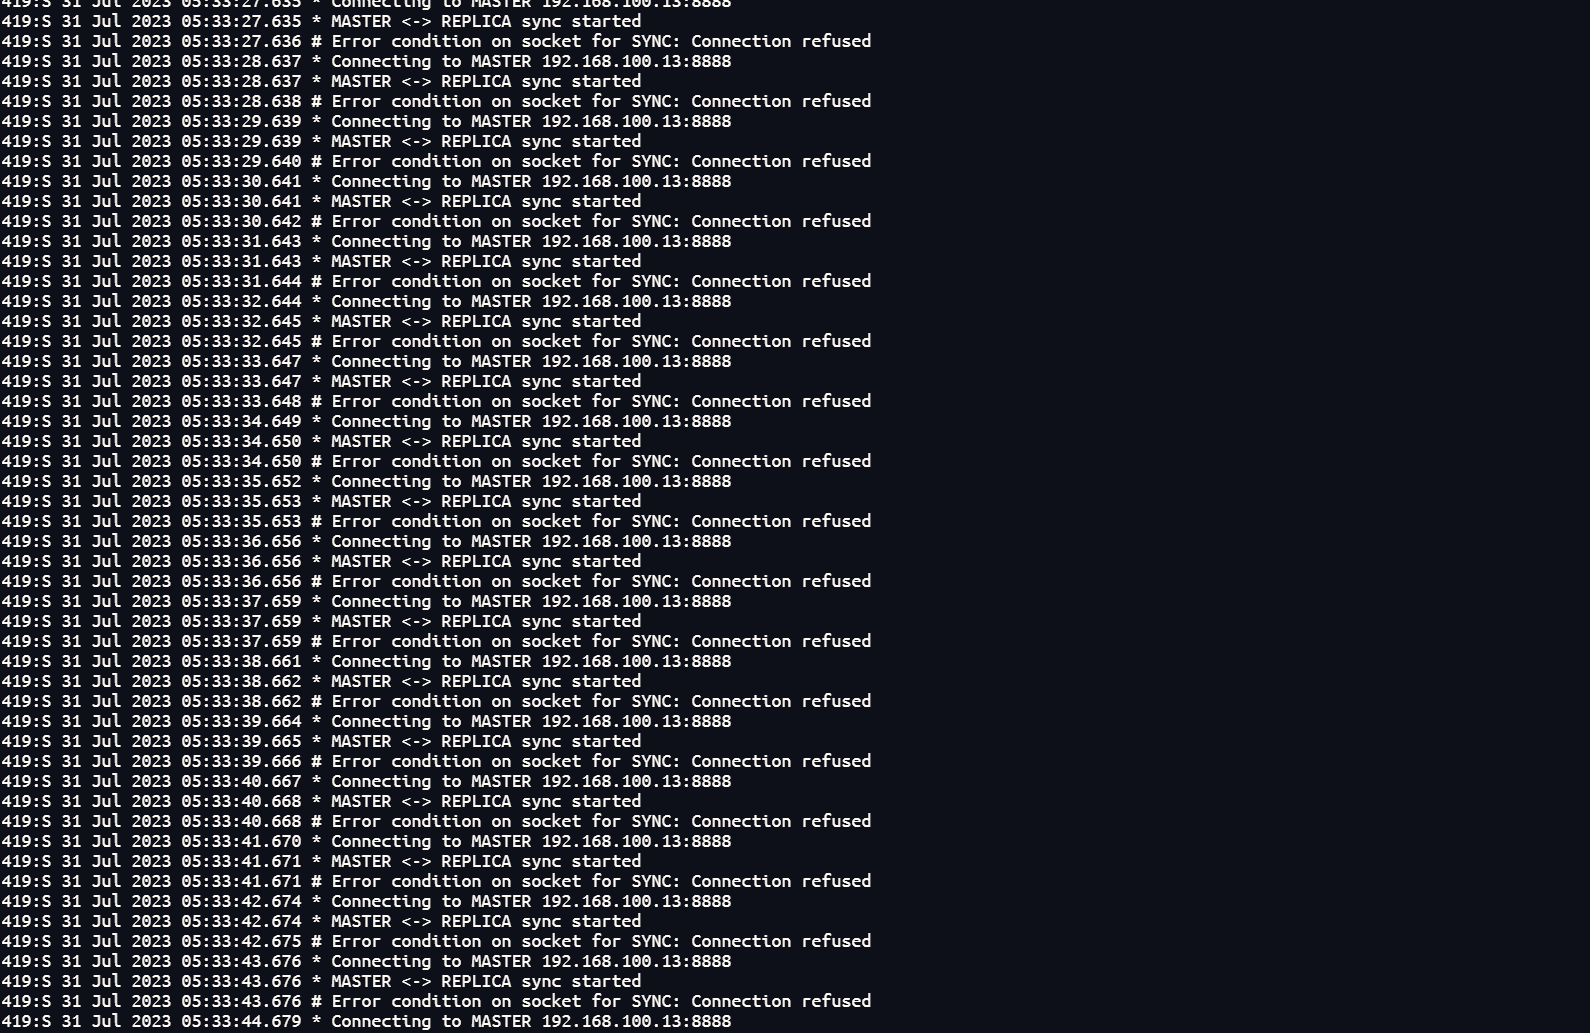 419:S 31 Jul 2023 05:33:27.635 * Connecting to MASTER 192.168.100.13:8888
419:S 31 Jul 2023 05:33:27.635 * MASTER <-> REPLICA sync started
419:S 31 Jul 2023 05:33:27.636 # Error condition on socket for SYNC: Connection refused
419:S 31 Jul 2023 05:33:28.637 * Connecting to MASTER 192.168.100.13:8888
419:S 31 Jul 2023 05:33:28.637 * MASTER <-> REPLICA sync started
419:S 31 Jul 2023 05:33:28.638 # Error condition on socket for SYNC: Connection refused
419:S 31 Jul 2023 05:33:29.639 * Connecting to MASTER 192.168.100.13:8888
419:S 31 Jul 2023 05:33:29.639 * MASTER <-> REPLICA sync started
419:S 31 Jul 2023 05:33:29.640 # Error condition on socket for SYNC: Connection refused
419:S 31 Jul 2023 05:33:30.641 * Connecting to MASTER 192.168.100.13:8888
419:S 31 Jul 2023 05:33:30.641 * MASTER <-> REPLICA sync started
419:S 31 Jul 2023 05:33:30.642 # Error condition on socket for SYNC: Connection refused
419:S 31 Jul 2023 05:33:31.643 * Connecting to MASTER 192.168.100.13:8888
419:S 31 Jul 2023 05:33:31.643 * MASTER <-> REPLICA sync started
419:S 31 Jul 2023 05:33:31.644 # Error condition on socket for SYNC: Connection refused
419:S 31 Jul 2023 05:33:32.644 * Connecting to MASTER 192.168.100.13:8888
419:S 31 Jul 2023 05:33:32.645 * MASTER <-> REPLICA sync started
419:S 31 Jul 2023 05:33:32.645 # Error condition on socket for SYNC: Connection refused
419:S 31 Jul 2023 05:33:33.647 * Connecting to MASTER 192.168.100.13:8888
419:S 31 Jul 2023 05:33:33.647 * MASTER <-> REPLICA sync started
419:S 31 Jul 2023 05:33:33.648 # Error condition on socket for SYNC: Connection refused
419:S 31 Jul 2023 05:33:34.649 * Connecting to MASTER 192.168.100.13:8888
419:S 31 Jul 2023 05:33:34.650 * MASTER <-> REPLICA sync started
419:S 31 Jul 2023 05:33:34.650 # Error condition on socket for SYNC: Connection refused
419:S 31 Jul 2023 05:33:35.652 * Connecting to MASTER 192.168.100.13:8888
419:S 31 Jul 2023 05:33:35.653 * MASTER <-> REPLICA sync started
419:S 31 Jul 2023 05:33:35.653 # Error condition on socket for SYNC: Connection refused
419:S 31 Jul 2023 05:33:36.656 * Connecting to MASTER 192.168.100.13:8888
419:S 31 Jul 2023 05:33:36.656 * MASTER <-> REPLICA sync started
419:S 31 Jul 2023 05:33:36.656 # Error condition on socket for SYNC: Connection refused
419:S 31 Jul 2023 05:33:37.659 * Connecting to MASTER 192.168.100.13:8888
419:S 31 Jul 2023 05:33:37.659 * MASTER <-> REPLICA sync started
419:S 31 Jul 2023 05:33:37.659 # Error condition on socket for SYNC: Connection refused
419:S 31 Jul 2023 05:33:38.661 * Connecting to MASTER 192.168.100.13:8888
419:S 31 Jul 2023 05:33:38.662 * MASTER <-> REPLICA sync started
419:S 31 Jul 2023 05:33:38.662 # Error condition on socket for SYNC: Connection refused
419:S 31 Jul 2023 05:33:39.664 * Connecting to MASTER 192.168.100.13:8888
419:S 31 Jul 2023 05:33:39.665 * MASTER <-> REPLICA sync started
419:S 31 Jul 2023 05:33:39.666 # Error condition on socket for SYNC: Connection refused
419:S 31 Jul 2023 05:33:40.667 * Connecting to MASTER 192.168.100.13:8888
419:S 31 Jul 2023 05:33:40.668 * MASTER <-> REPLICA sync started
419:S 31 Jul 2023 05:33:40.668 # Error condition on socket for SYNC: Connection refused
419:S 31 Jul 2023 05:33:41.670 * Connecting to MASTER 192.168.100.13:8888
419:S 31 Jul 2023 05:33:41.671 * MASTER <-> REPLICA sync started
419:S 31 Jul 2023 05:33:41.671 # Error condition on socket for SYNC: Connection refused
419:S 31 Jul 2023 05:33:42.674 * Connecting to MASTER 192.168.100.13:8888
419:S 31 Jul 2023 05:33:42.674 * MASTER <-> REPLICA sync started
419:S 31 Jul 2023 05:33:42.675 # Error condition on socket for SYNC: Connection refused
419:S 31 Jul 2023 05:33:43.676 * Connecting to MASTER 192.168.100.13:8888
419:S 31 Jul 2023 05:33:43.676 * MASTER <-> REPLICA sync started
419:S 31 Jul 2023 05:33:43.676 # Error condition on socket for SYNC: Connection refused
419:S 31 Jul 2023 05:33:44.679 * Connecting to MASTER 192.168.100.13:8888